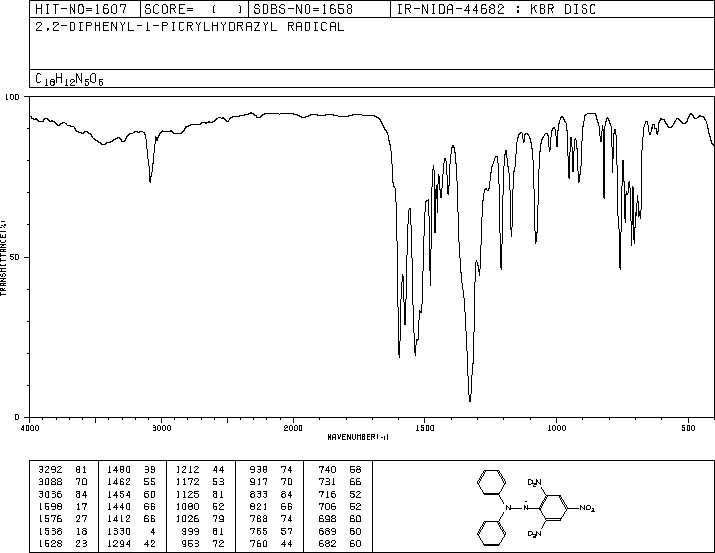 HIT-NO=1607 SCORE= ( ) SDBS-NO=1658 IR-NIDA-44682 : KBR DISC
2,2-DIPHENYL-1-PICRYLHYDRAZYL RADICAL
C18H12N5O6
100
50
0
TRANSMITTANCE(%)
4000 3000 2000 1500 1000 500
WAVENUMBER(-1)
3292 81 1480 39 1212 44 938 74 740 58
3088 70 1462 55 1172 53 917 70 731 66
3036 84 1454 60 1125 81 833 84 716 52
1598 17 1440 66 1080 52 821 66 706 52
1576 27 1412 66 1026 79 788 74 698 60
1538 18 1330 4 999 81 765 57 689 60
1528 23 1294 42 953 72 760 44 682 60
O2N
N N NO2
O2N